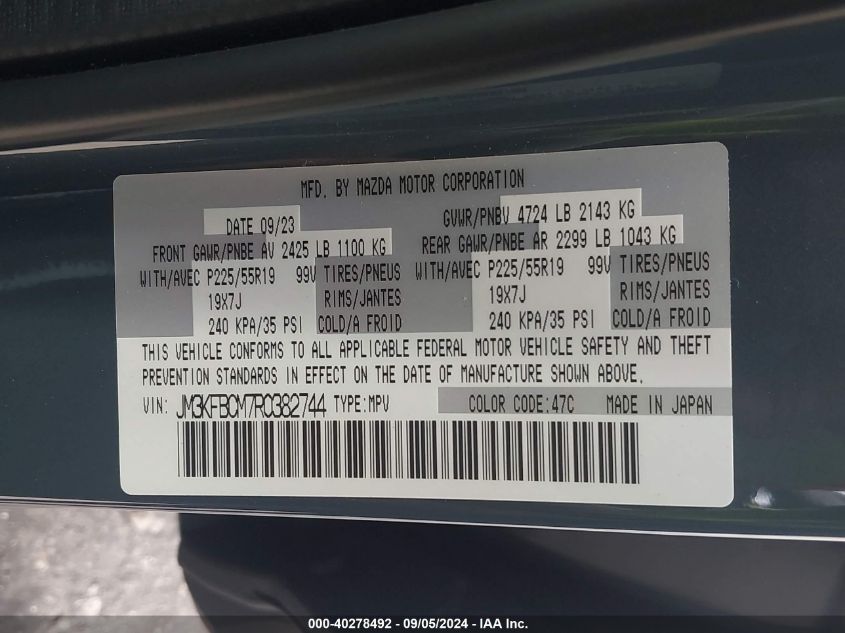 MFD. BY MAZDA MOTOR CORPORATION
DATE 09/23 GVWR/PNBV 4724 LB 2143 KG
FRONT GAWR/PNBE AV 2425 LB 1100 KG REAR GAWR/PNBE AR 2299 LB 1043 KG
WITH/AVEC P225/55R19 99V TIRES/PNEUS WITH/AVEC P225/55R19 99V TIRES/PNEUS
19X7J RIMS/JANTES 19X7J RIMS/JANTES
240 KPA/35 PSI COLD/A FROID 240 KPA/35 PSI COLD/A FROID
THIS VEHICLE CONFORMS TO ALL APPLICABLE FEDERAL MOTOR VEHICLE SAFETY AND THEFT
PREVENTION STANDARDS IN EFFECT ON THE DATE OF MANUFACTURE SHOWN ABOVE.
VIN: JM3KFBCM7R0382744 TYPE:MPV COLOR CODE:47C MADE IN JAPAN
000-40278492 - 09/05/2024 - IAA Inc.